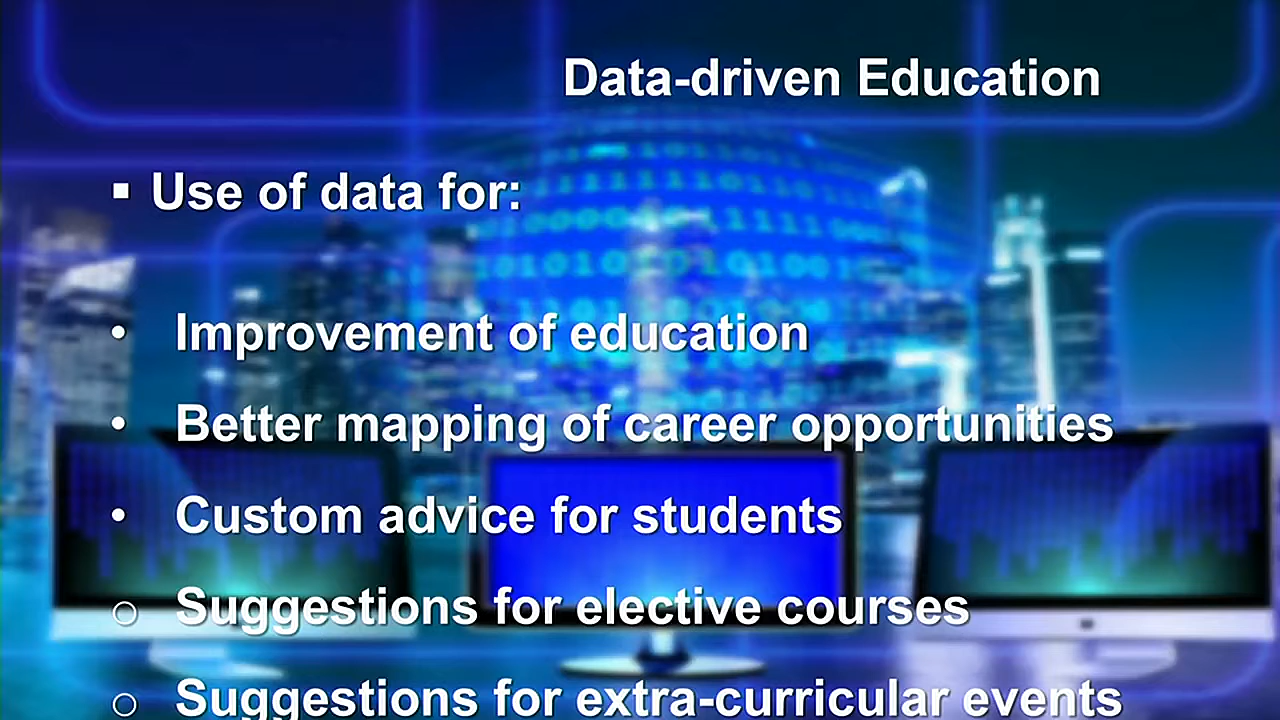 Data-driven Education
▪ Use of data for:
• Improvement of education
• Better mapping of career opportunities
• Custom advice for students
○ Suggestions for elective courses
○ Suggestions for extra-curricular events